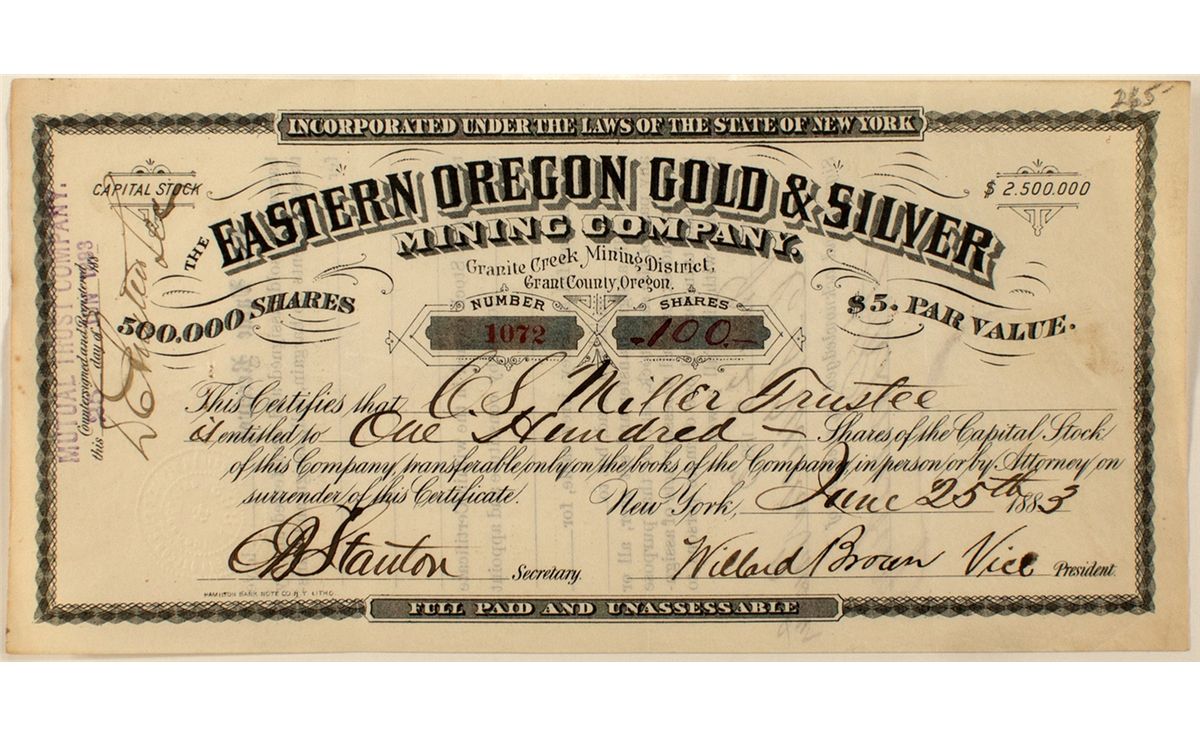 265-
INCORPORATED UNDER THE LAWS OF THE STATE OF NEW YORK
CAPITAL STOCK
$ 2.500.000
THE EASTERN OREGON GOLD & SILVER
MINING COMPANY.
Granite Creek Mining District,
Grant County, Oregon.
500.000 SHARES
$5. PAR VALUE.
NUMBER
1072
SHARES
-100-
This Certifies that C. S. Miller Trustee
is entitled to One Hundred — Shares of the Capital Stock
of this Company, transferable only on the books of the Company in person or by Attorney on
surrender of this Certificate. New York, June 25th 1883
Stanton Secretary. Willard Brown Vice President
HAMILTON BANK NOTE CO. N.Y. LITHO.
FULL PAID AND UNASSESSABLE
MUTUAL TRUST COMPANY.
Countersigned and Registered
this day of